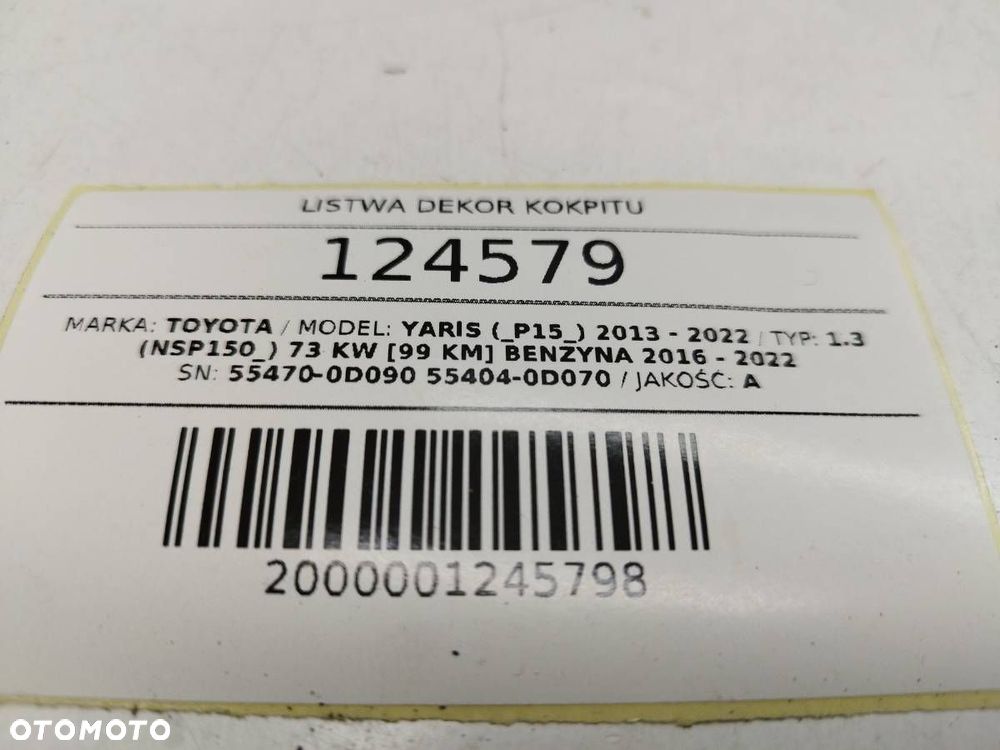 LISTWA DEKOR KOKPITU
124579
MARKA: TOYOTA / MODEL: YARIS (_P15_) 2013 - 2022 / TYP: 1.3
(NSP150_) 73 KW [99 KM] BENZYNA 2016 - 2022
SN: 55470-0D090 55404-0D070 / JAKOŚĆ: A
2000001245798
OTOMOTO